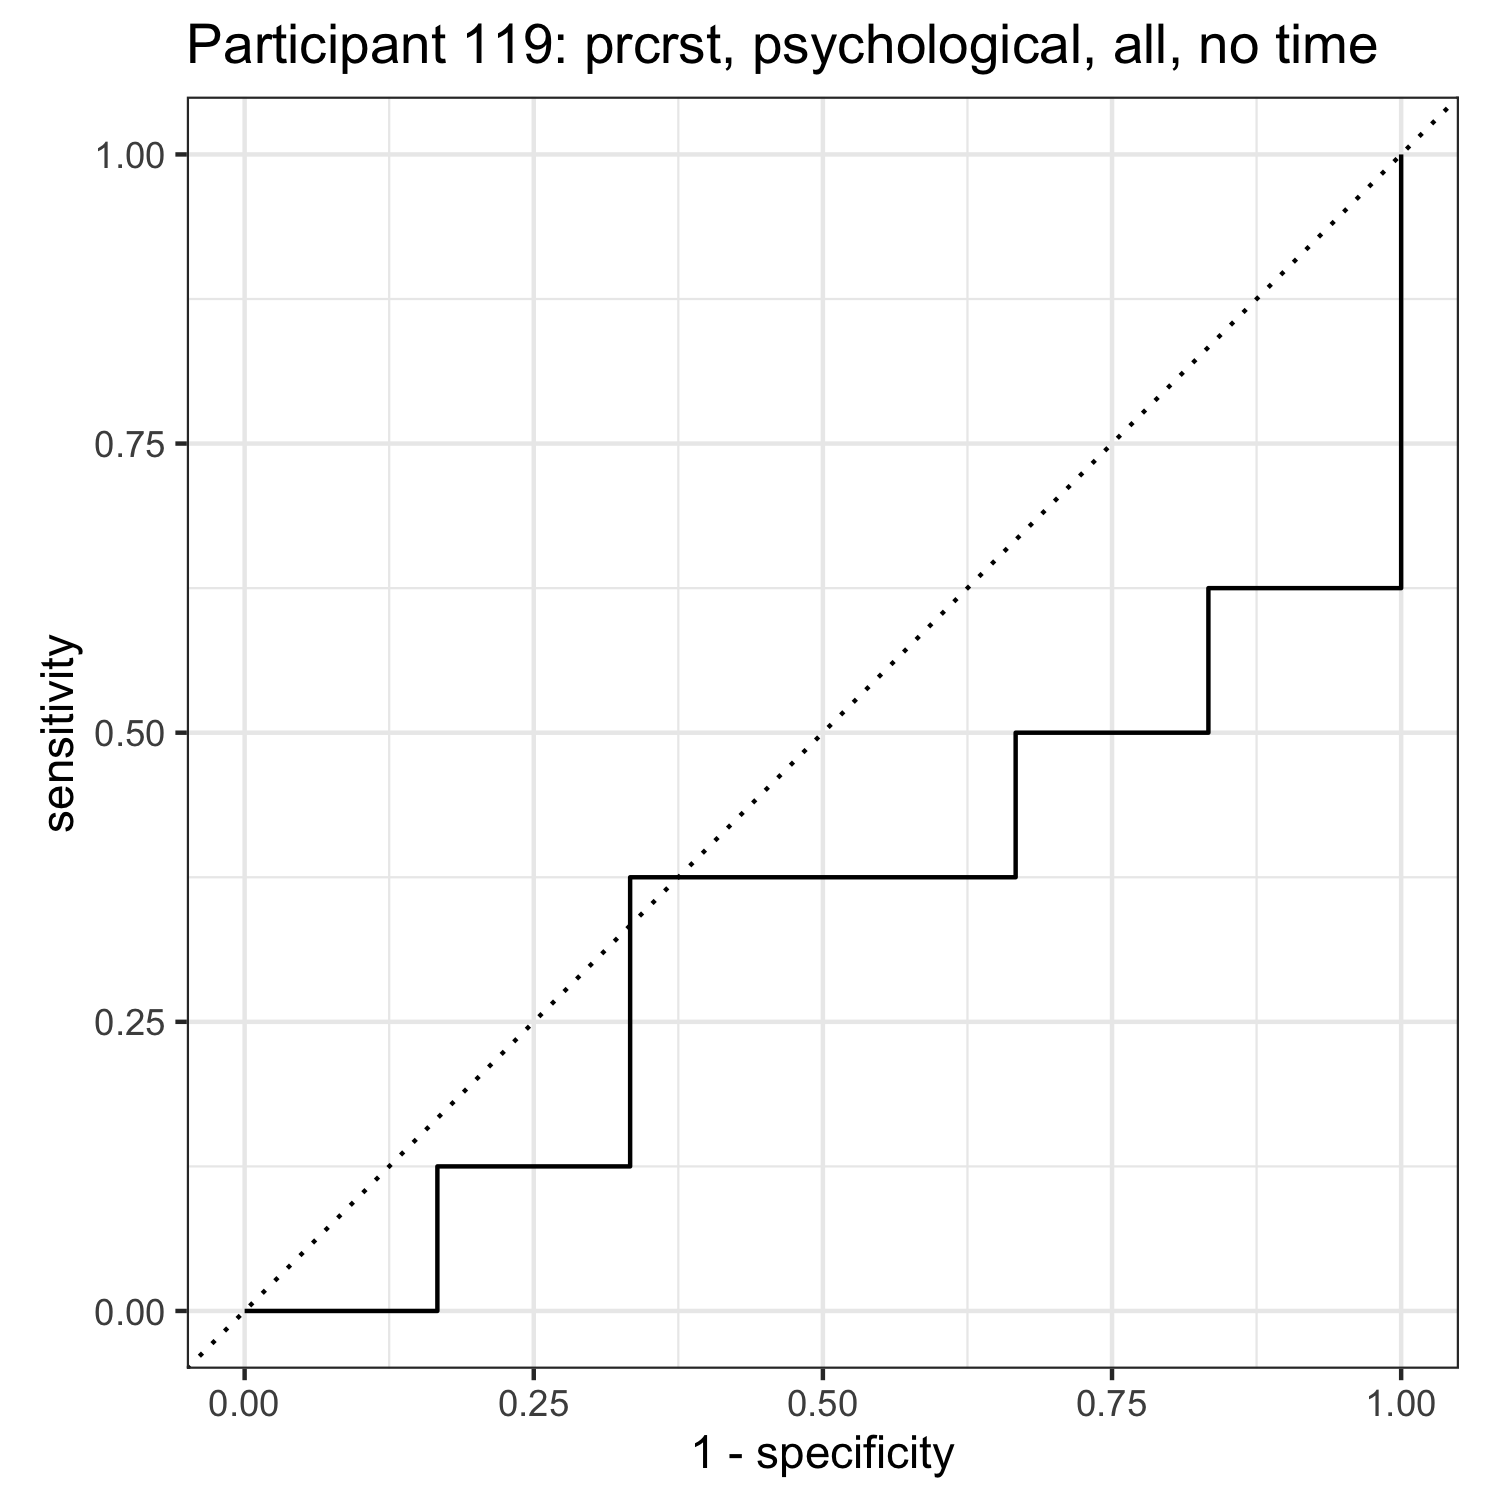 Participant 119: prcrst, psychological, all, no time
1.00
0.75
0.50
0.25
0.00
sensitivity
0.00 0.25 0.50 0.75 1.00
1 - specificity